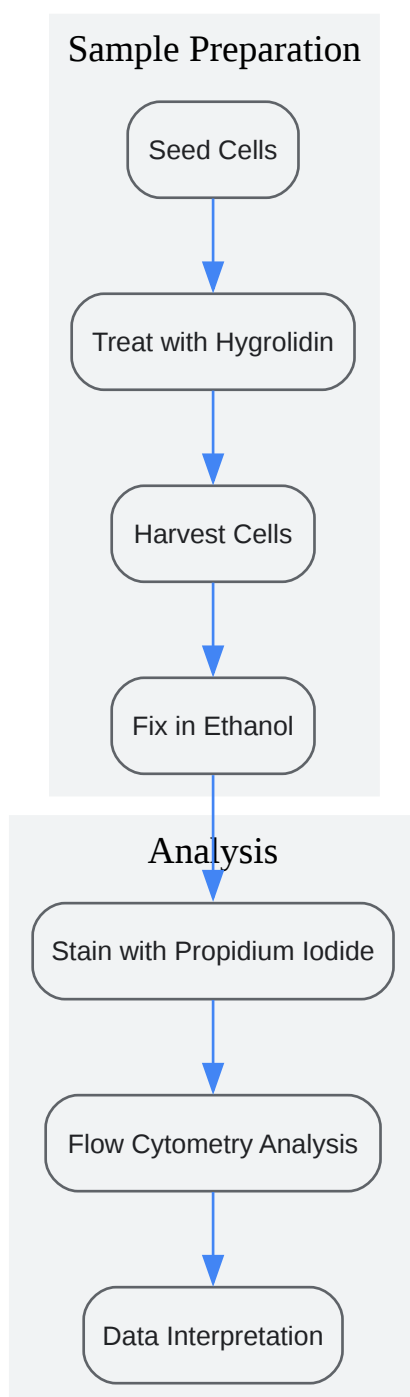 Sample Preparation
Seed Cells
Treat with Hygrolidin
Harvest Cells
Fix in Ethanol
Analysis
Stain with Propidium Iodide
Flow Cytometry Analysis
Data Interpretation